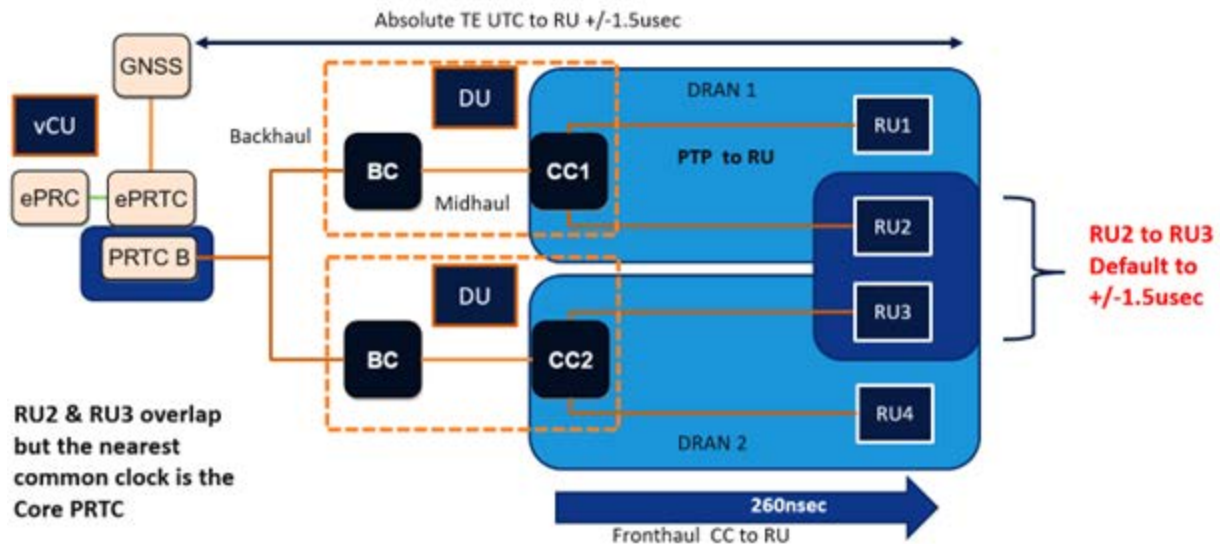 Absolute TE UTC to RU +/-1.5usec
GNSS
vCU
ePRC
ePRTC
PRTC B
Backhaul
DU
BC
Midhaul
CC1
DRAN 1
PTP to RU
RU1
RU2
RU2 to RU3
Default to
+/-1.5usec
DU
BC
CC2
RU3
RU4
DRAN 2
RU2 & RU3 overlap
but the nearest
common clock is the
Core PRTC
260nsec
Fronthaul CC to RU